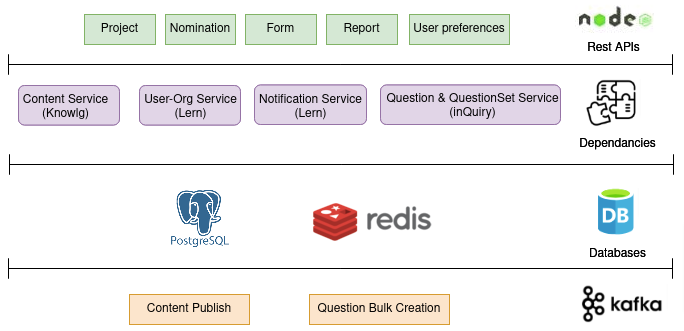 Project
Nomination
Form
Report
User preferences
node
Rest APIs
Content Service
(Knowlg)
User-Org Service
(Lern)
Notification Service
(Lern)
Question & QuestionSet Service
(inQuiry)
Dependancies
PostgreSQL
redis
DB
Databases
Content Publish
Question Bulk Creation
kafka